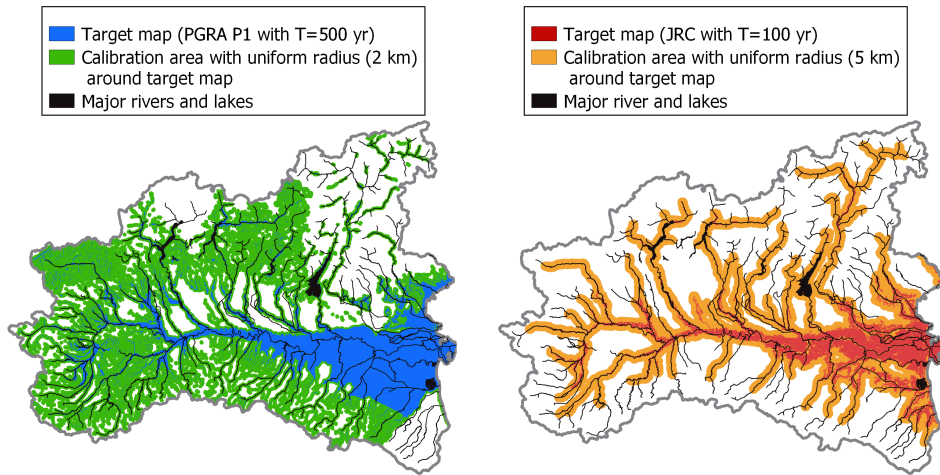 Target map (PGRA P1 with T=500 yr)
Calibration area with uniform radius (2 km)
around target map
Major rivers and lakes
Target map (JRC with T=100 yr)
Calibration area with uniform radius (5 km)
around target map
Major river and lakes